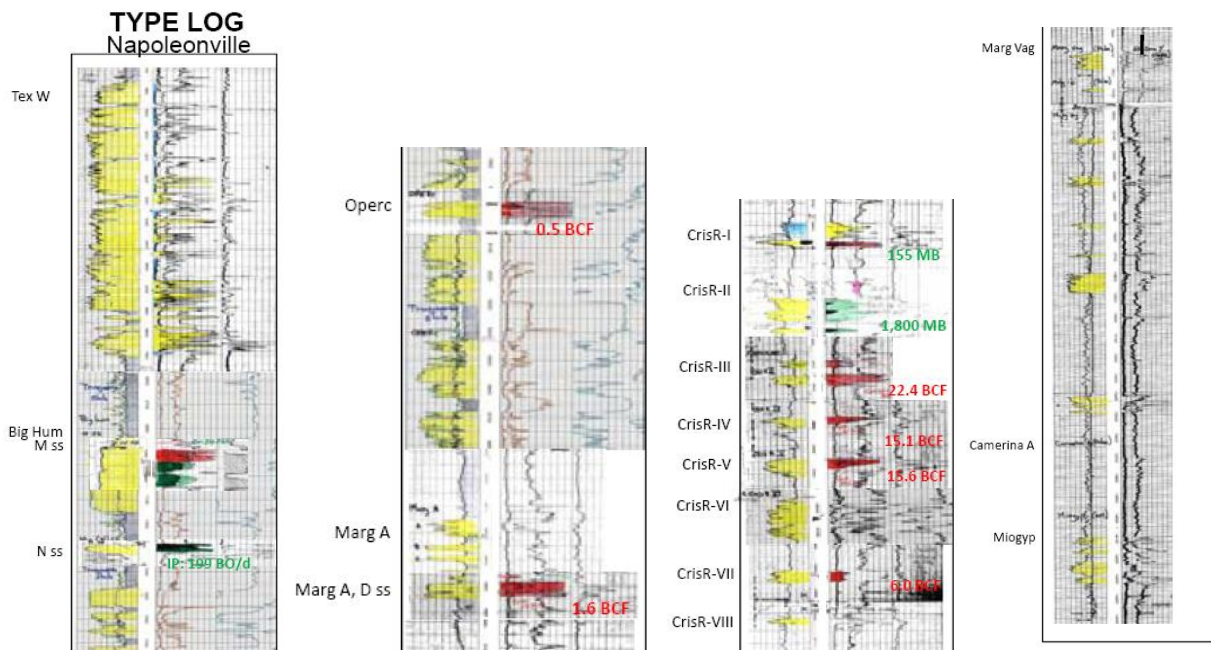 TYPE LOG
Napoleonville
Tex W
Big Hum
M ss
N ss
IP: 199 BO/d
Operc
0.5 BCF
Marg A
Marg A, D ss
1.6 BCF
CrisR-I
155 MB
CrisR-II
1,800 MB
CrisR-III
22.4 BCF
CrisR-IV
15.1 BCF
CrisR-V
15.6 BCF
CrisR-VI
CrisR-VII
6.0 BCF
CrisR-VIII
Marg Vag
Camerina A
Miogyp